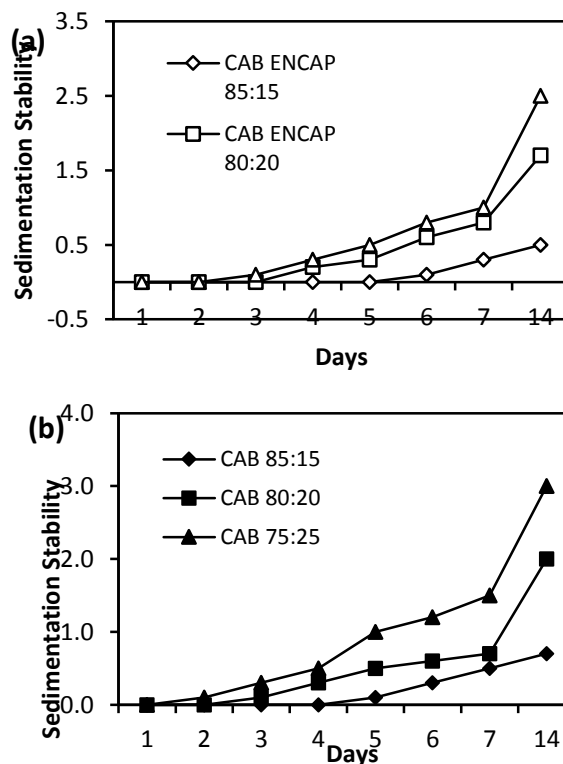 (a)
3.5
2.5
1.5
0.5
-0.5
Sedimentation Stability
CAB ENCAP
85:15
CAB ENCAP
80:20
1 2 3 4 5 6 7 14
Days
(b)
4.0
3.0
2.0
1.0
0.0
Sedimentation Stability
CAB 85:15
CAB 80:20
CAB 75:25
1 2 3 4 5 6 7 14
Days